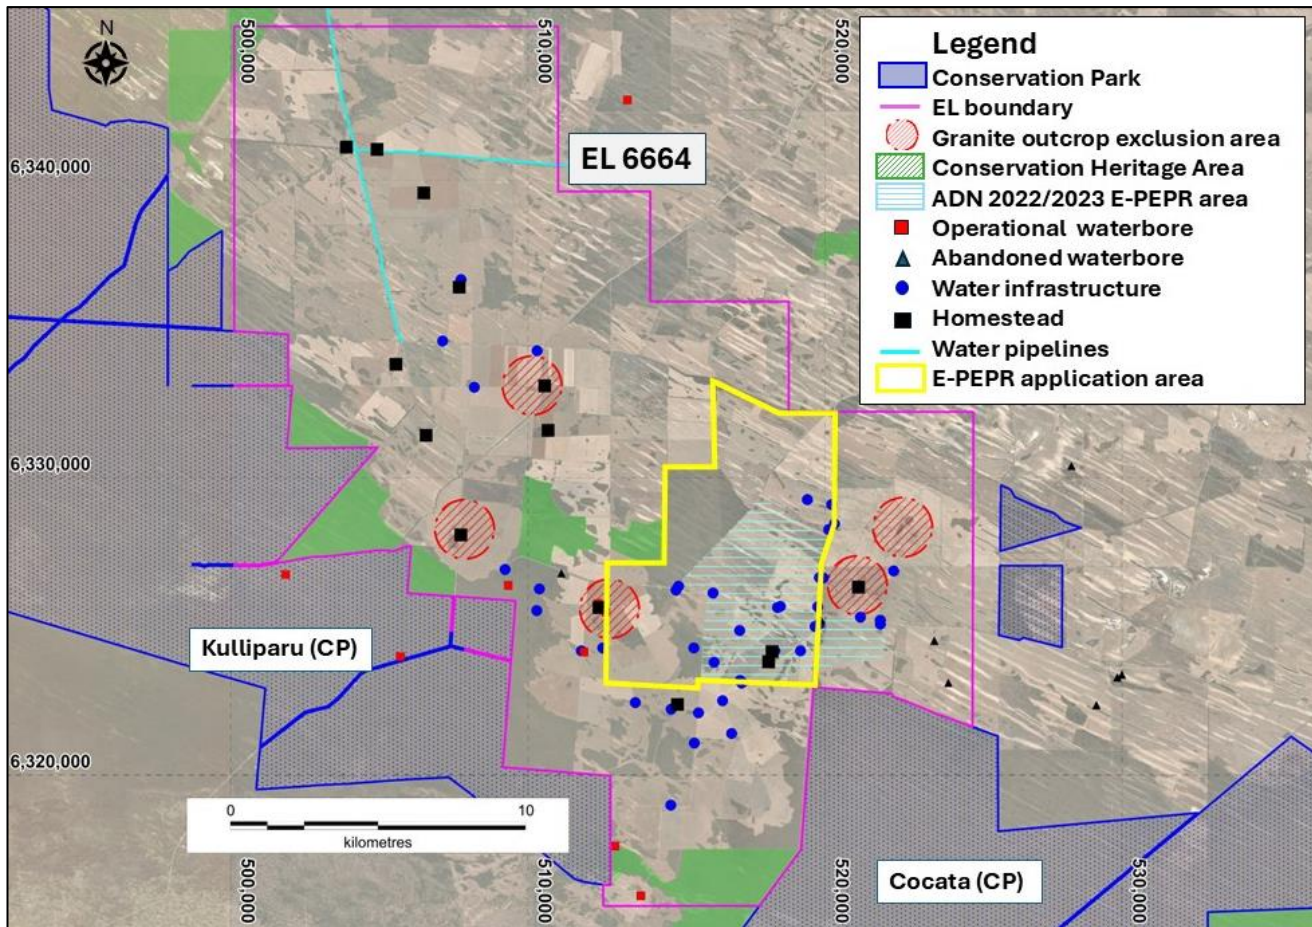 N
500,000
510,000
520,000
Legend
Conservation Park
EL boundary
Granite outcrop exclusion area
Conservation Heritage Area
ADN 2022/2023 E-PEPR area
Operational waterbore
Abandoned waterbore
Water infrastructure
Homestead
Water pipelines
E-PEPR application area
EL 6664
6,340,000
6,330,000
Kulliparu (CP)
6,320,000
0
10
kilometres
Cocata (CP)
500,000
510,000
520,000
530,000